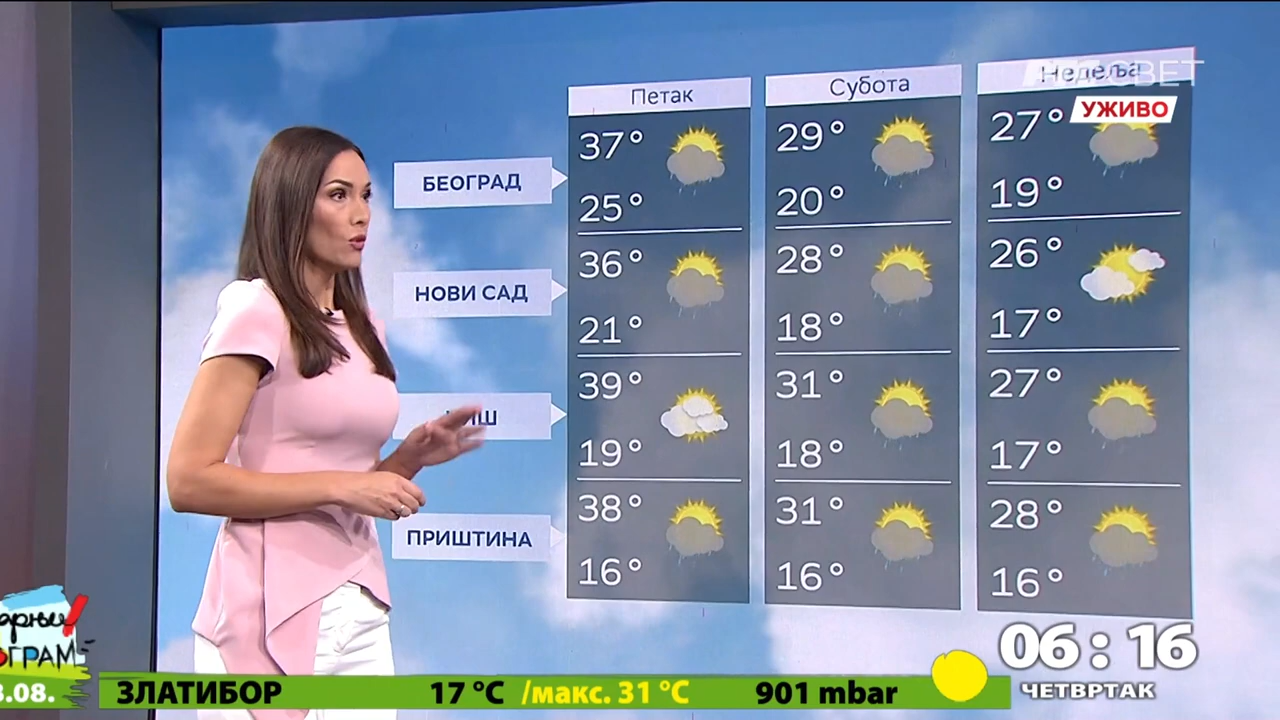 СВЕТ
УЖИВО
Петак
Субота
Недеља
БЕОГРАД
37°
25°
29°
20°
27°
19°
НОВИ САД
36°
21°
28°
18°
26°
17°
39°
19°
31°
18°
27°
17°
ПРИШТИНА
38°
16°
31°
16°
28°
16°
06:16
ЧЕТВРТАК
ЗЛАТИБОР
17 °C /макс. 31 °C
901 mbar